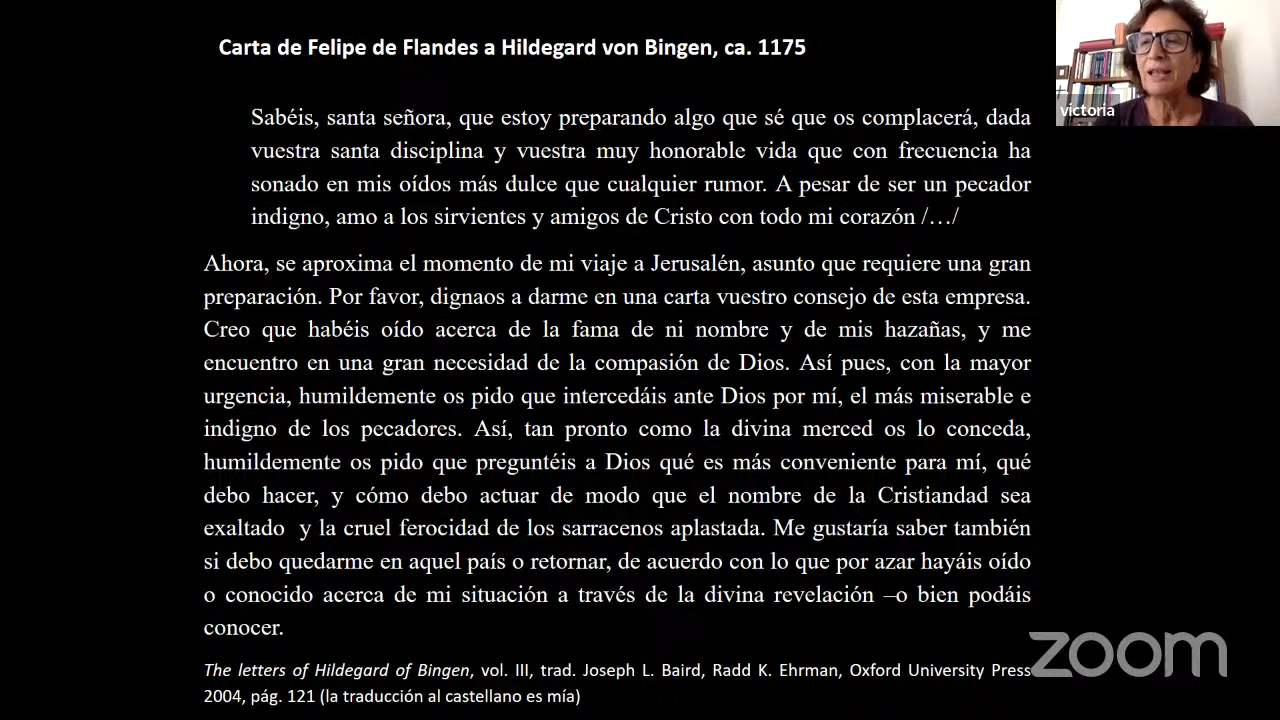 Carta de Felipe de Flandes a Hildegard von Bingen, ca. 1175
victoria
Sabéis, santa señora, que estoy preparando algo que sé que os complacerá, dada
vuestra santa disciplina y vuestra muy honorable vida que con frecuencia ha
sonado en mis oídos más dulce que cualquier rumor. A pesar de ser un pecador
indigno, amo a los sirvientes y amigos de Cristo con todo mi corazón /…/
Ahora, se aproxima el momento de mi viaje a Jerusalén, asunto que requiere una gran
preparación. Por favor, dignaos a darme en una carta vuestro consejo de esta empresa.
Creo que habéis oído acerca de la fama de ni nombre y de mis hazañas, y me
encuentro en una gran necesidad de la compasión de Dios. Así pues, con la mayor
urgencia, humildemente os pido que intercedáis ante Dios por mí, el más miserable e
indigno de los pecadores. Así, tan pronto como la divina merced os lo conceda,
humildemente os pido que preguntéis a Dios qué es más conveniente para mí, qué
debo hacer, y cómo debo actuar de modo que el nombre de la Cristiandad sea
exaltado y la cruel ferocidad de los sarracenos aplastada. Me gustaría saber también
si debo quedarme en aquel país o retornar, de acuerdo con lo que por azar hayáis oído
o conocido acerca de mi situación a través de la divina revelación –o bien podáis
conocer.
The letters of Hildegard of Bingen, vol. III, trad. Joseph L. Baird, Radd K. Ehrman, Oxford University Press
2004, pág. 121 (la traducción al castellano es mía)
zoom